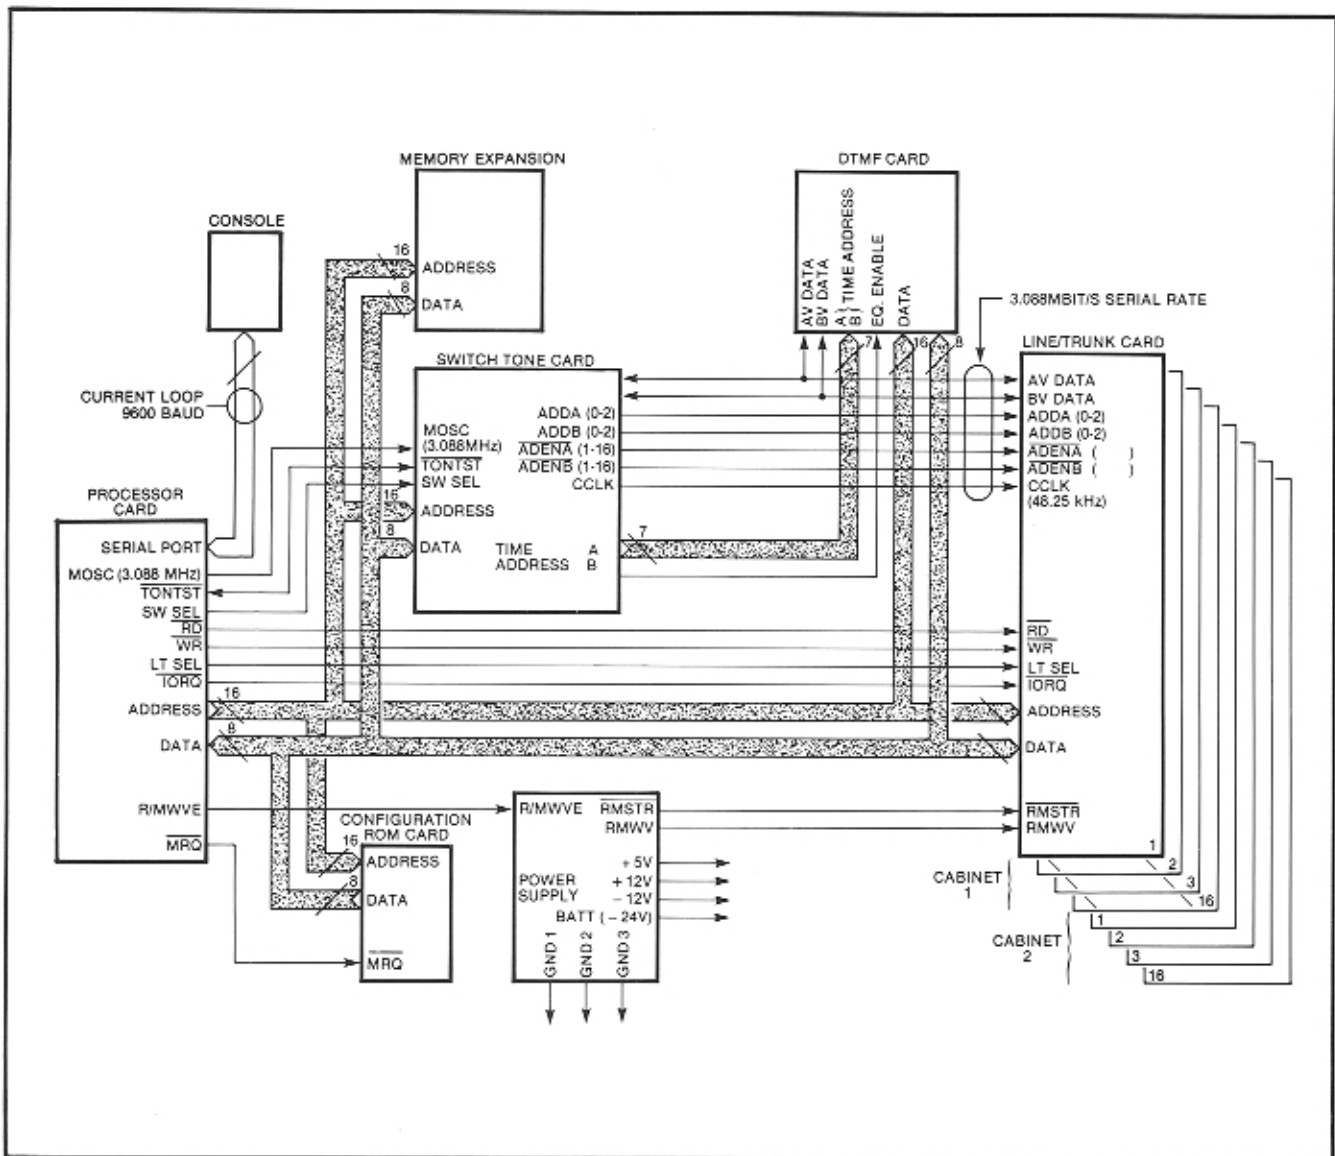 MEMORY EXPANSION
16
ADDRESS
8
DATA
DTMF CARD
AV DATA
BV DATA
A } TIME ADDRESS
B }
EQ. ENABLE
DATA
7
16
8
CONSOLE
CURRENT LOOP
9600 BAUD
3.088MBIT/S SERIAL RATE
SWITCH TONE CARD
MOSC
(3.088MHz)
TONTST
SW SEL
16
ADDRESS
8
DATA
ADDA (0-2)
ADDB (0-2)
ADENA (1-16)
ADENB (1-16)
CCLK
TIME
ADDRESS
A
B
7
LINE/TRUNK CARD
AV DATA
BV DATA
ADDA (0-2)
ADDB (0-2)
ADENA ( )
ADENB ( )
CCLK
(48.25 kHz)
RD
WR
LT SEL
IORQ
ADDRESS
DATA
RMSTR
RMWV
1
2
3
16
1
2
3
16
CABINET
1
CABINET
2
PROCESSOR
CARD
SERIAL PORT
MOSC (3.088 MHz)
TONTST
SW SEL
RD
WR
LT SEL
IORQ
ADDRESS
16
DATA
8
R/MWVE
MRQ
CONFIGURATION
ROM CARD
16
ADDRESS
8
DATA
MRQ
R/MWVE
RMSTR
RMWV
POWER
SUPPLY
+ 5V
+ 12V
− 12V
BATT (− 24V)
GND 1
GND 2
GND 3